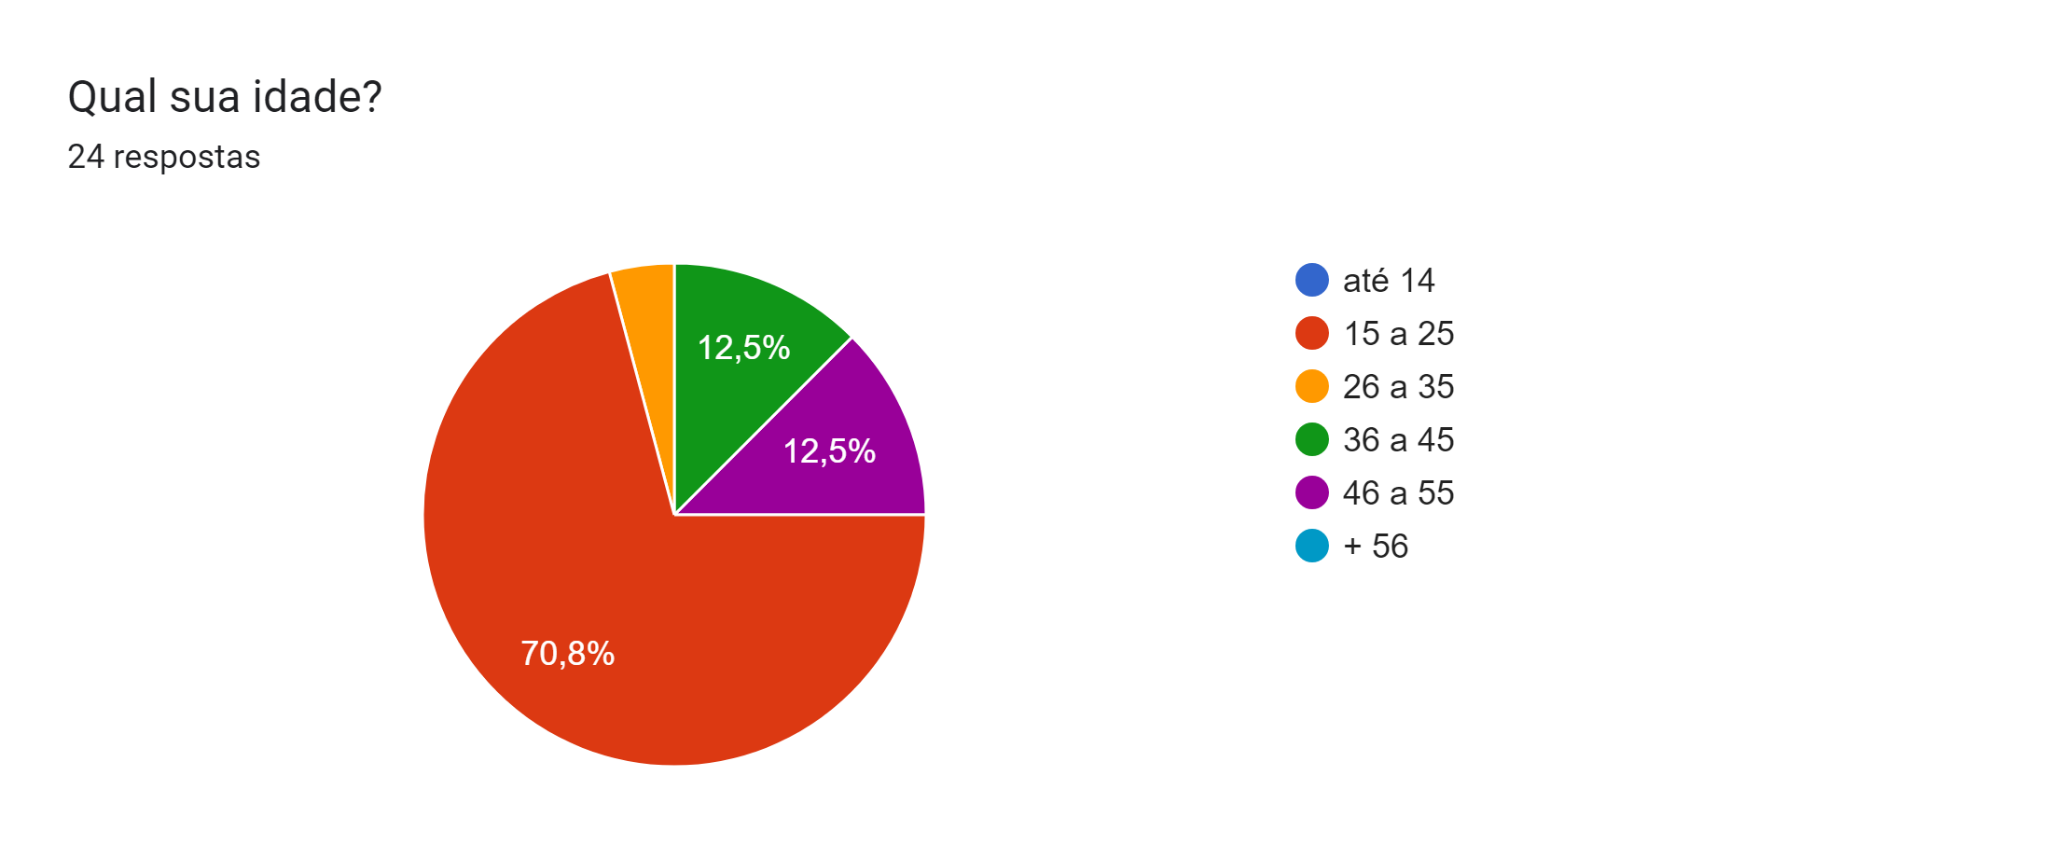 Qual sua idade?
24 respostas
12,5%
12,5%
70,8%
até 14
15 a 25
26 a 35
36 a 45
46 a 55
+ 56